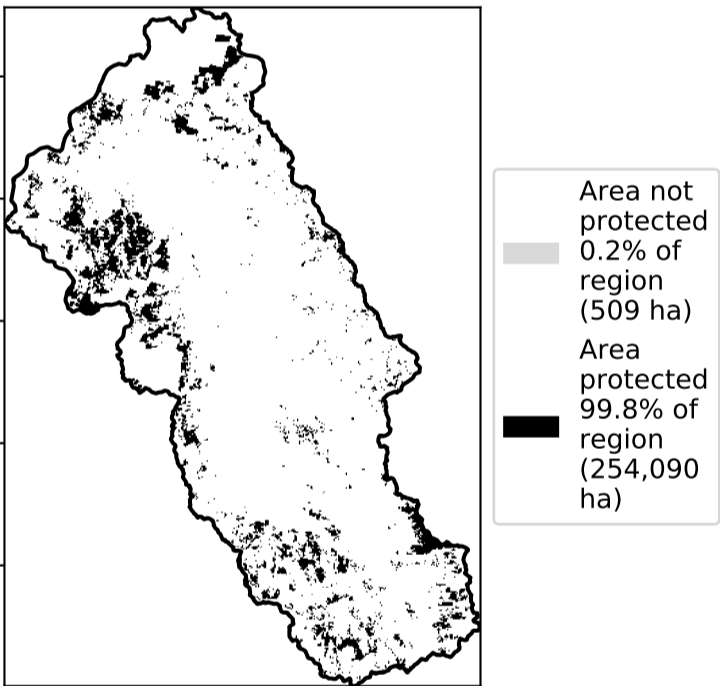 Area not
protected
0.2% of
region
(509 ha)
Area
protected
99.8% of
region
(254,090
ha)